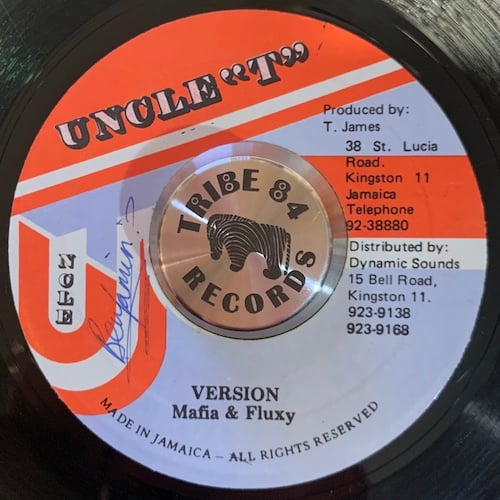 UNCLE "T"
Produced by:
T. James
38 St. Lucia
Road.
Kingston 11
Jamaica
Telephone
92-38880
Distributed by:
Dynamic Sounds
15 Bell Road,
Kingston 11.
923-9138
923-9168
TRIBE 84
RECORDS
U
NCLE
Benjamin?
VERSION
Mafia & Fluxy
MADE IN JAMAICA – ALL RIGHTS RESERVED